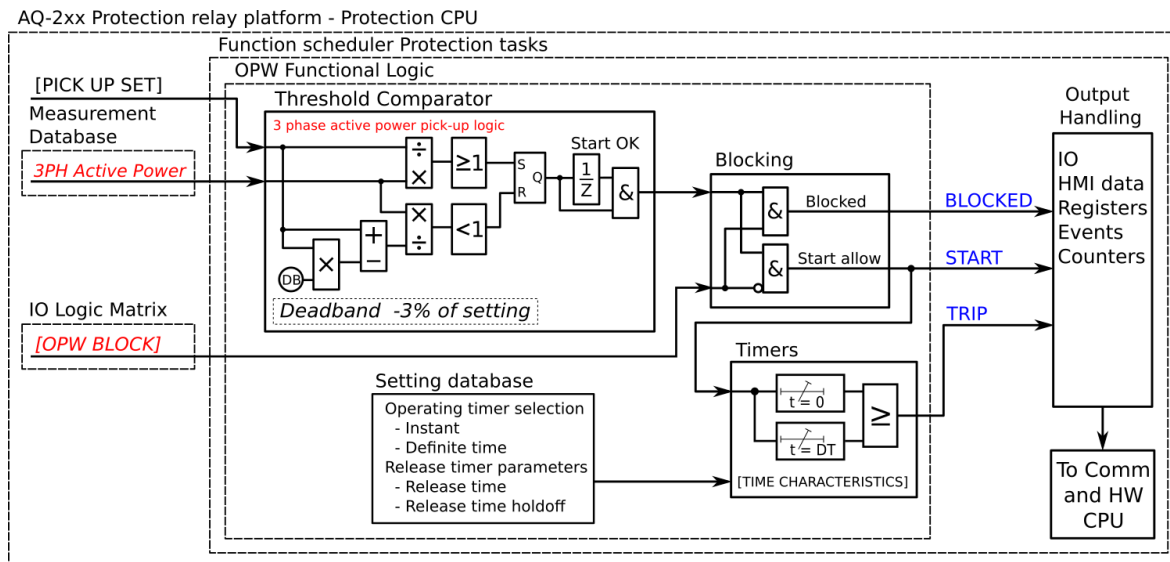 AQ-2xx Protection relay platform - Protection CPU
Function scheduler Protection tasks
OPW Functional Logic
[PICK UP SET]
Measurement
Database
3PH Active Power
Threshold Comparator
3 phase active power pick-up logic
÷
×
≥1
×
÷
<1
S
R
Q
Start OK
1
Z
&
+
−
×
DB
Deadband -3% of setting
IO Logic Matrix
[OPW BLOCK]
Blocking
&
Blocked
&
Start allow
BLOCKED
START
TRIP
Output
Handling
IO
HMI data
Registers
Events
Counters
Setting database
Operating timer selection
- Instant
- Definite time
Release timer parameters
- Release time
- Release time holdoff
Timers
t = 0
t = DT
≥
[TIME CHARACTERISTICS]
To Comm
and HW
CPU